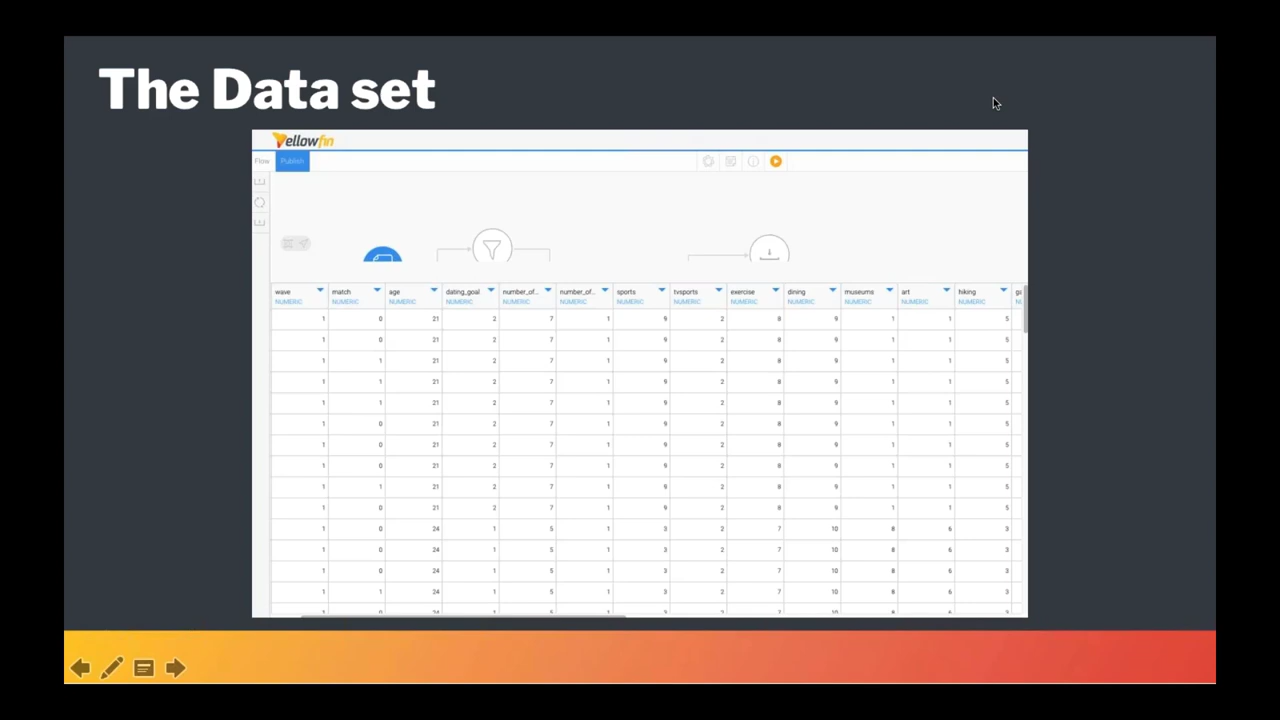 The Data set
Yellowfin
Flow Publish
wave match age dating_goal number_of... number_of... sports tvsports exercise dining museums art hiking
NUMERIC NUMERIC NUMERIC NUMERIC NUMERIC NUMERIC NUMERIC NUMERIC NUMERIC NUMERIC NUMERIC NUMERIC NUMERIC
1 0 21 2 7 1 9 2 8 9 1 1 5
1 0 21 2 7 1 9 2 8 9 1 1 5
1 1 21 2 7 1 9 2 8 9 1 1 5
1 1 21 2 7 1 9 2 8 9 1 1 5
1 1 21 2 7 1 9 2 8 9 1 1 5
1 0 21 2 7 1 9 2 8 9 1 1 5
1 0 21 2 7 1 9 2 8 9 1 1 5
1 0 21 2 7 1 9 2 8 9 1 1 5
1 1 21 2 7 1 9 2 8 9 1 1 5
1 0 21 2 7 1 9 2 8 9 1 1 5
1 0 24 1 5 1 3 2 7 10 8 6 3
1 0 24 1 5 1 3 2 7 10 8 6 3
1 0 24 1 5 1 3 2 7 10 8 6 3
1 1 24 1 5 1 3 2 7 10 8 6 3